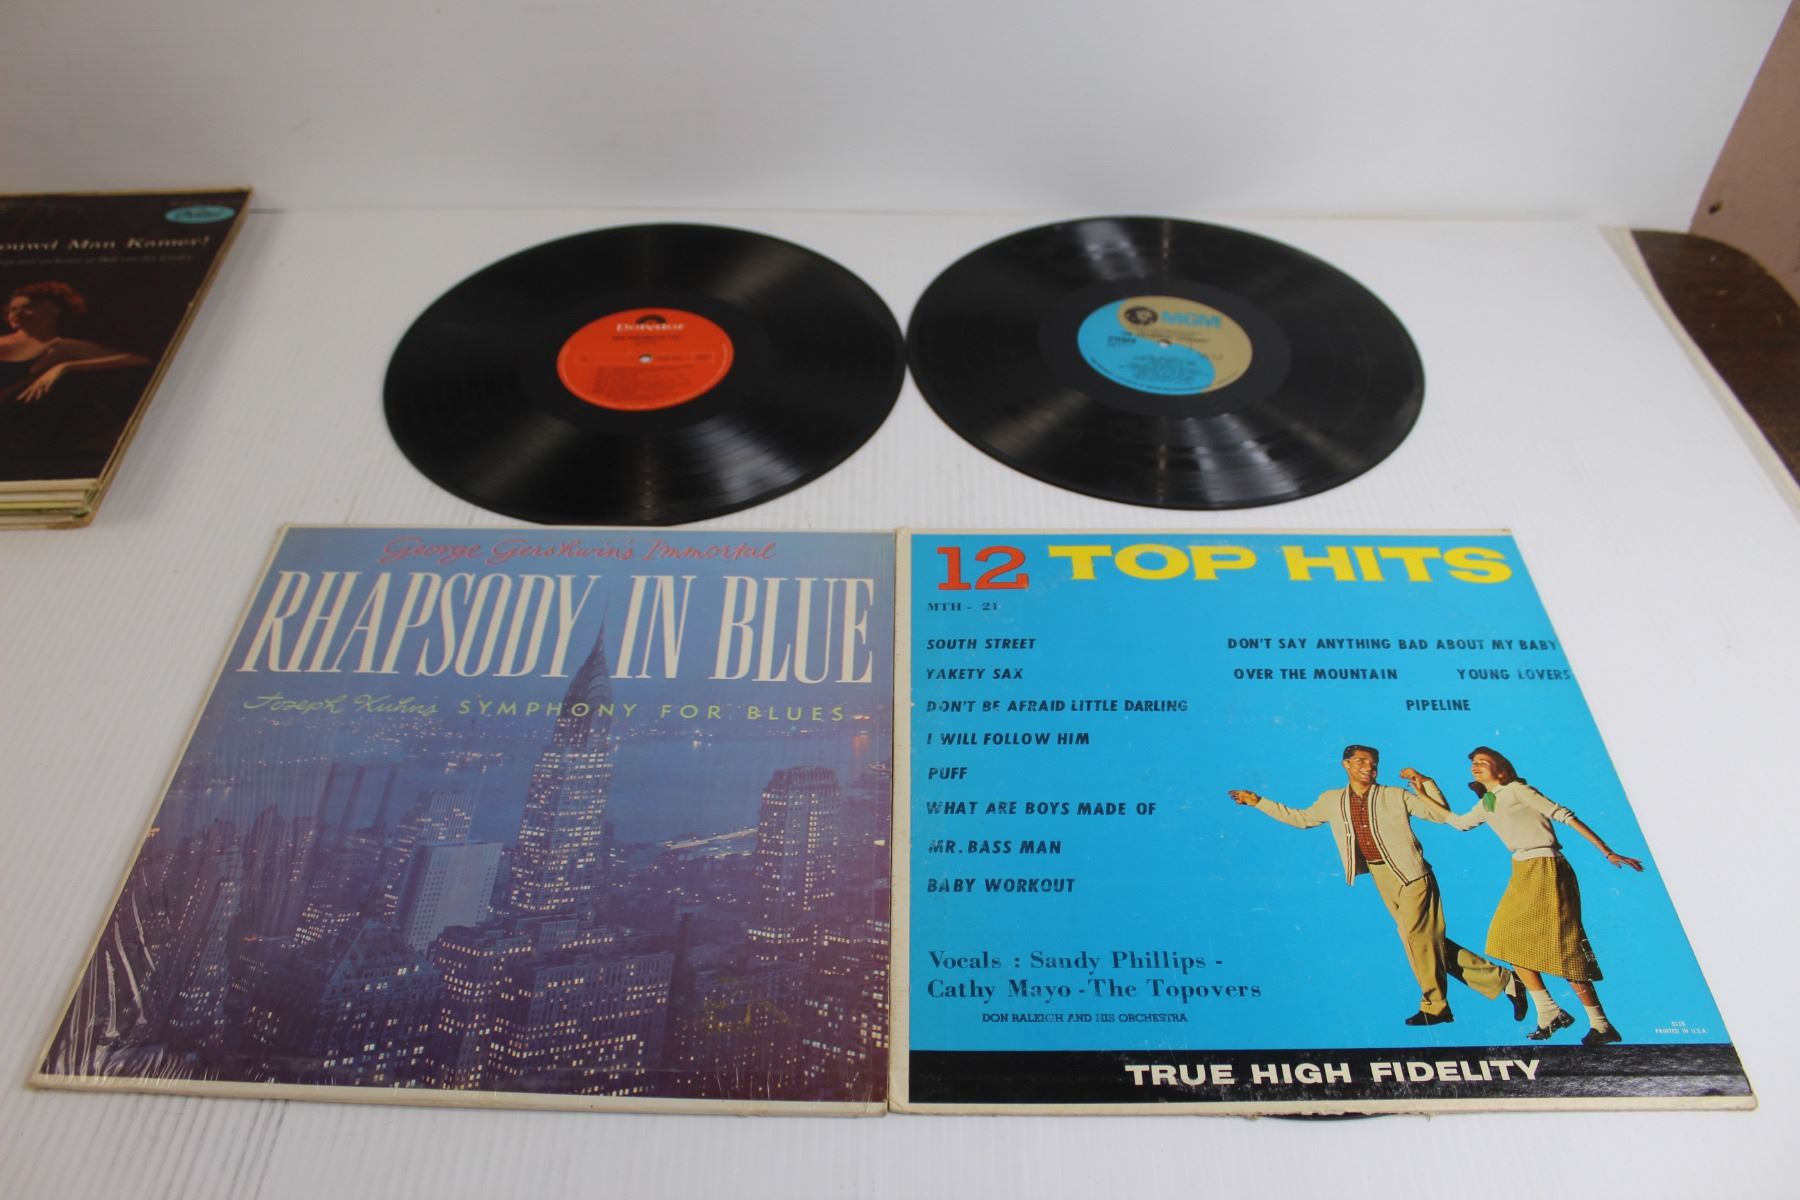 Man Kamer!
polydor
MGM
STEREO
George Gershwin's Immortal
RHAPSODY IN BLUE
Joseph Kuhn's SYMPHONY FOR BLUES
12 TOP HITS
MTH - 21
SOUTH STREET
DON'T SAY ANYTHING BAD ABOUT MY BABY
YAKETY SAX
OVER THE MOUNTAIN
YOUNG LOVERS
DON'T BE AFRAID LITTLE DARLING
PIPELINE
I WILL FOLLOW HIM
PUFF
WHAT ARE BOYS MADE OF
MR. BASS MAN
BABY WORKOUT
Vocals : Sandy Phillips -
Cathy Mayo - The Topovers
DON RALEIGH AND HIS ORCHESTRA
5119
PRINTED IN U.S.A.
TRUE HIGH FIDELITY